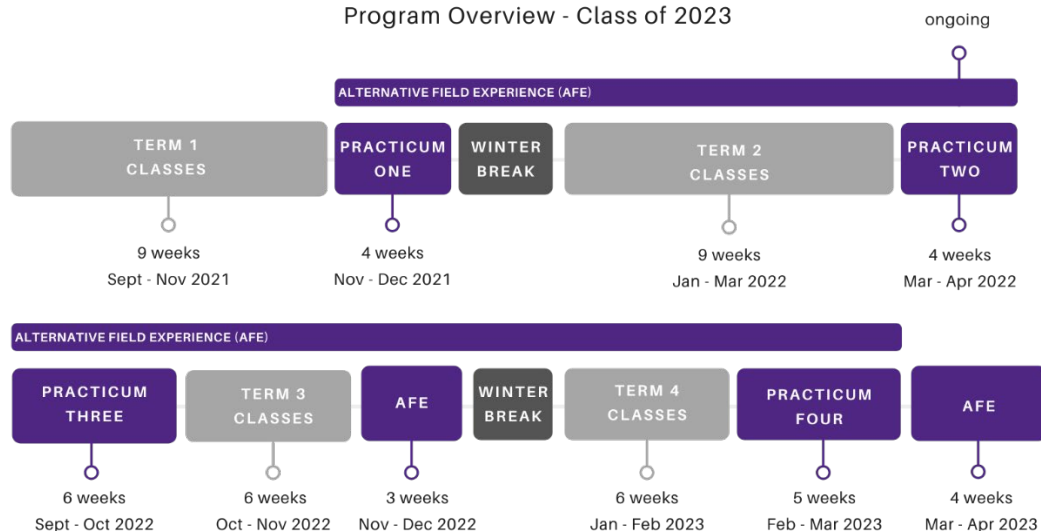 Program Overview - Class of 2023
ongoing
ALTERNATIVE FIELD EXPERIENCE (AFE)
TERM 1
CLASSES
PRACTICUM
ONE
WINTER
BREAK
TERM 2
CLASSES
PRACTICUM
TWO
9 weeks
Sept - Nov 2021
4 weeks
Nov - Dec 2021
9 weeks
Jan - Mar 2022
4 weeks
Mar - Apr 2022
ALTERNATIVE FIELD EXPERIENCE (AFE)
PRACTICUM
THREE
TERM 3
CLASSES
AFE
WINTER
BREAK
TERM 4
CLASSES
PRACTICUM
FOUR
AFE
6 weeks
Sept - Oct 2022
6 weeks
Oct - Nov 2022
3 weeks
Nov - Dec 2022
6 weeks
Jan - Feb 2023
5 weeks
Feb - Mar 2023
4 weeks
Mar - Apr 2023